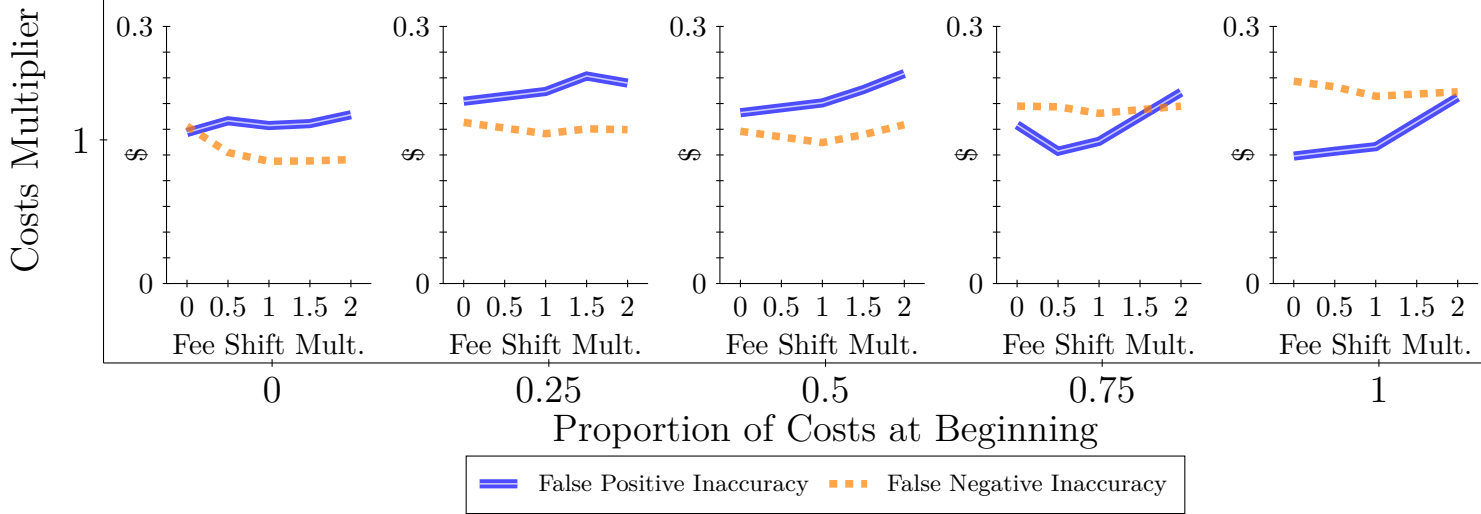 Costs Multiplier
1
0.3
$
0
0 0.5 1 1.5 2
Fee Shift Mult.
0.3
$
0
0 0.5 1 1.5 2
Fee Shift Mult.
0.3
$
0
0 0.5 1 1.5 2
Fee Shift Mult.
0.3
$
0
0 0.5 1 1.5 2
Fee Shift Mult.
0.3
$
0
0 0.5 1 1.5 2
Fee Shift Mult.
0 0.25 0.5 0.75 1
Proportion of Costs at Beginning
False Positive Inaccuracy False Negative Inaccuracy